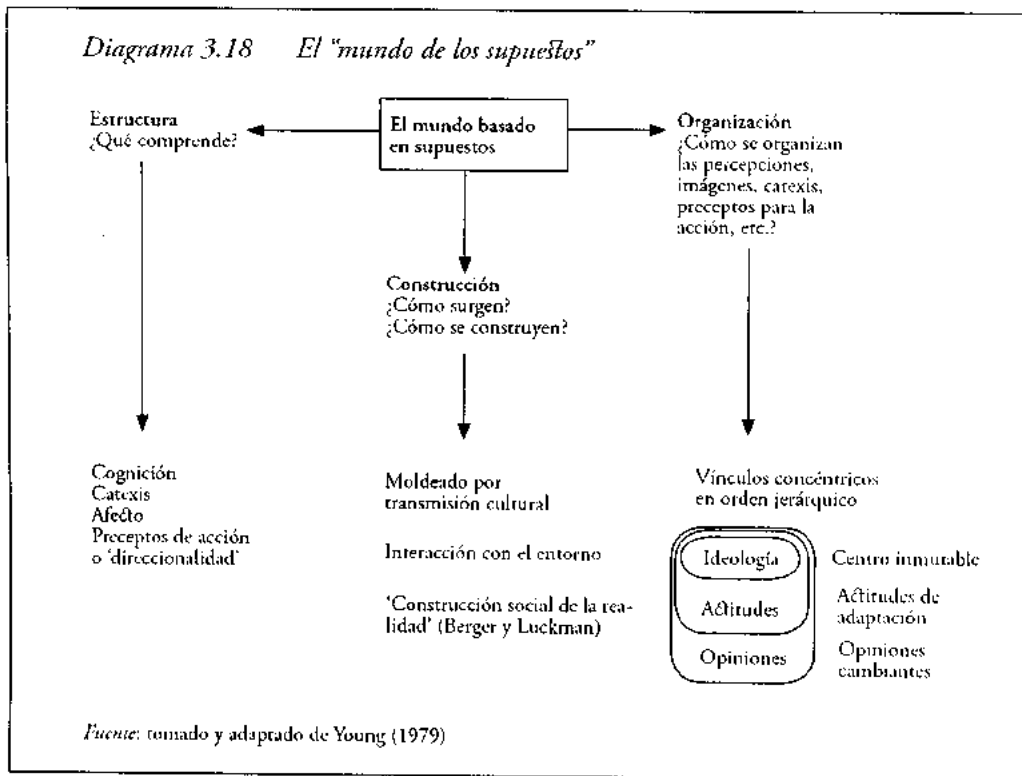 Diagrama 3.18 El "mundo de los supuestos"
Estructura
¿Qué comprende?
El mundo basado
en supuestos
Organización
¿Cómo se organizan
las percepciones,
imágenes, catexis,
preceptos para la
acción, etc.?
Construcción
¿Cómo surgen?
¿Cómo se construyen?
Cognición
Catexis
Afecto
Preceptos de acción
o 'direccionalidad'
Moldeado por
transmisión cultural
Interacción con el entorno
'Construcción social de la rea-
lidad' (Berger y Luckman)
Vínculos concéntricos
en orden jerárquico
Ideología Centro inmutable
Actitudes Actitudes de
adaptación
Opiniones Opiniones
cambiantes
Fuente: tomado y adaptado de Young (1979)